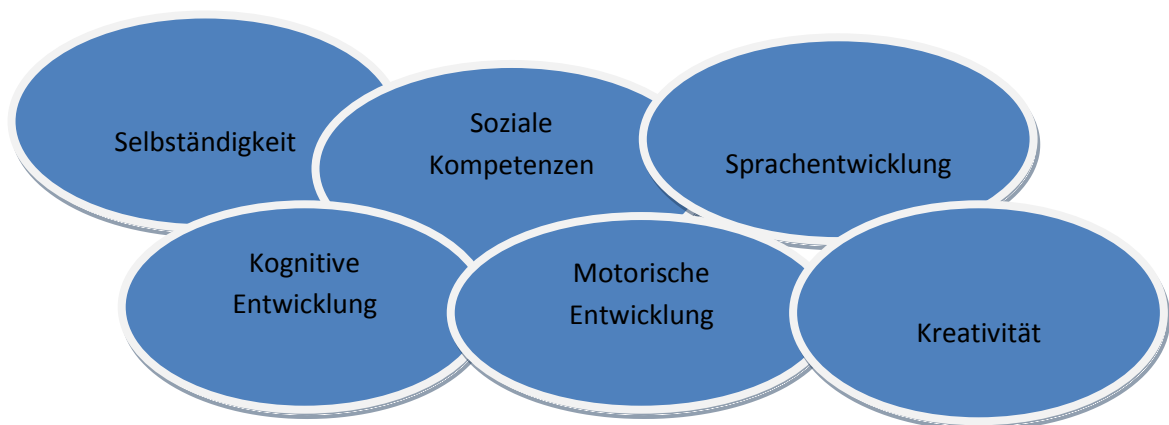 Selbständigkeit
Soziale
Kompetenzen
Sprachentwicklung
Kognitive
Entwicklung
Motorische
Entwicklung
Kreativität